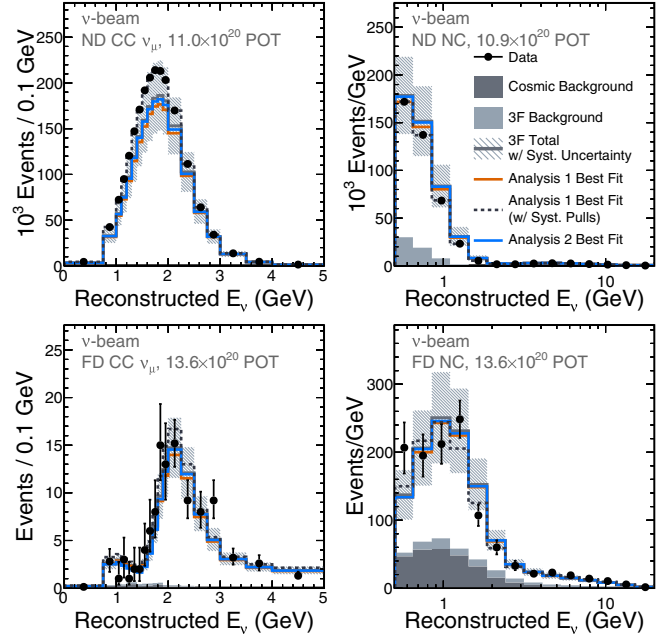 ν-beam
ND CC νμ, 11.0×10²⁰ POT
10³ Events / 0.1 GeV
250
200
150
100
50
0
0 1 2 3 4 5
Reconstructed Eν (GeV)
ν-beam
ND NC, 10.9×10²⁰ POT
Data
Cosmic Background
3F Background
3F Total
w/ Syst. Uncertainty
Analysis 1 Best Fit
Analysis 1 Best Fit
(w/ Syst. Pulls)
Analysis 2 Best Fit
10³ Events/GeV
250
200
150
100
50
0
1 10
Reconstructed Eν (GeV)
ν-beam
FD CC νμ, 13.6×10²⁰ POT
Events / 0.1 GeV
25
20
15
10
5
0
0 1 2 3 4 5
Reconstructed Eν (GeV)
ν-beam
FD NC, 13.6×10²⁰ POT
Events/GeV
300
200
100
0
1 10
Reconstructed Eν (GeV)